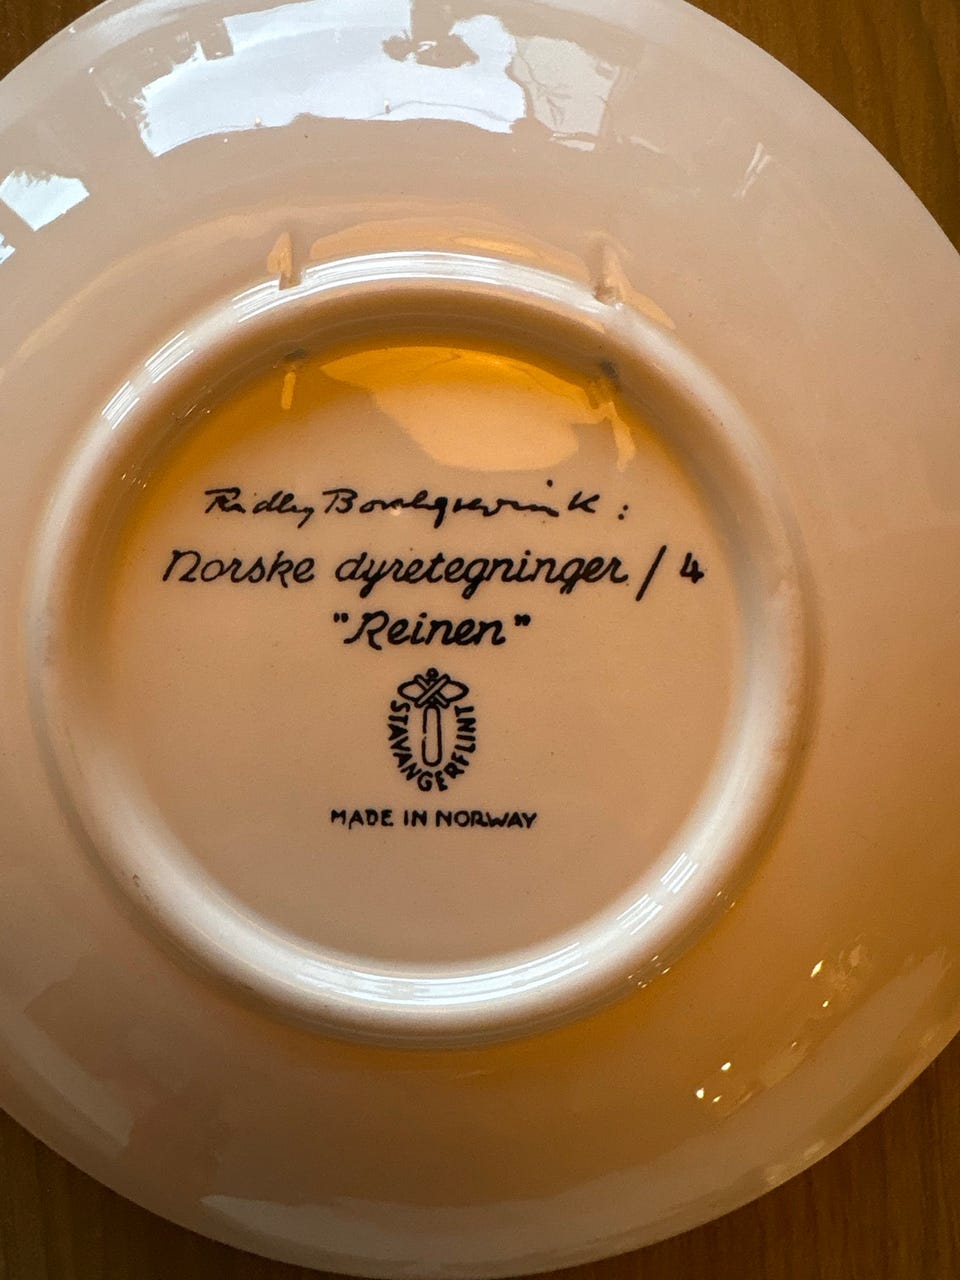 Ridley Borchgrevink :
Norske dyretegninger / 4
"Reinen"
STAVANGERFLINT
MADE IN NORWAY